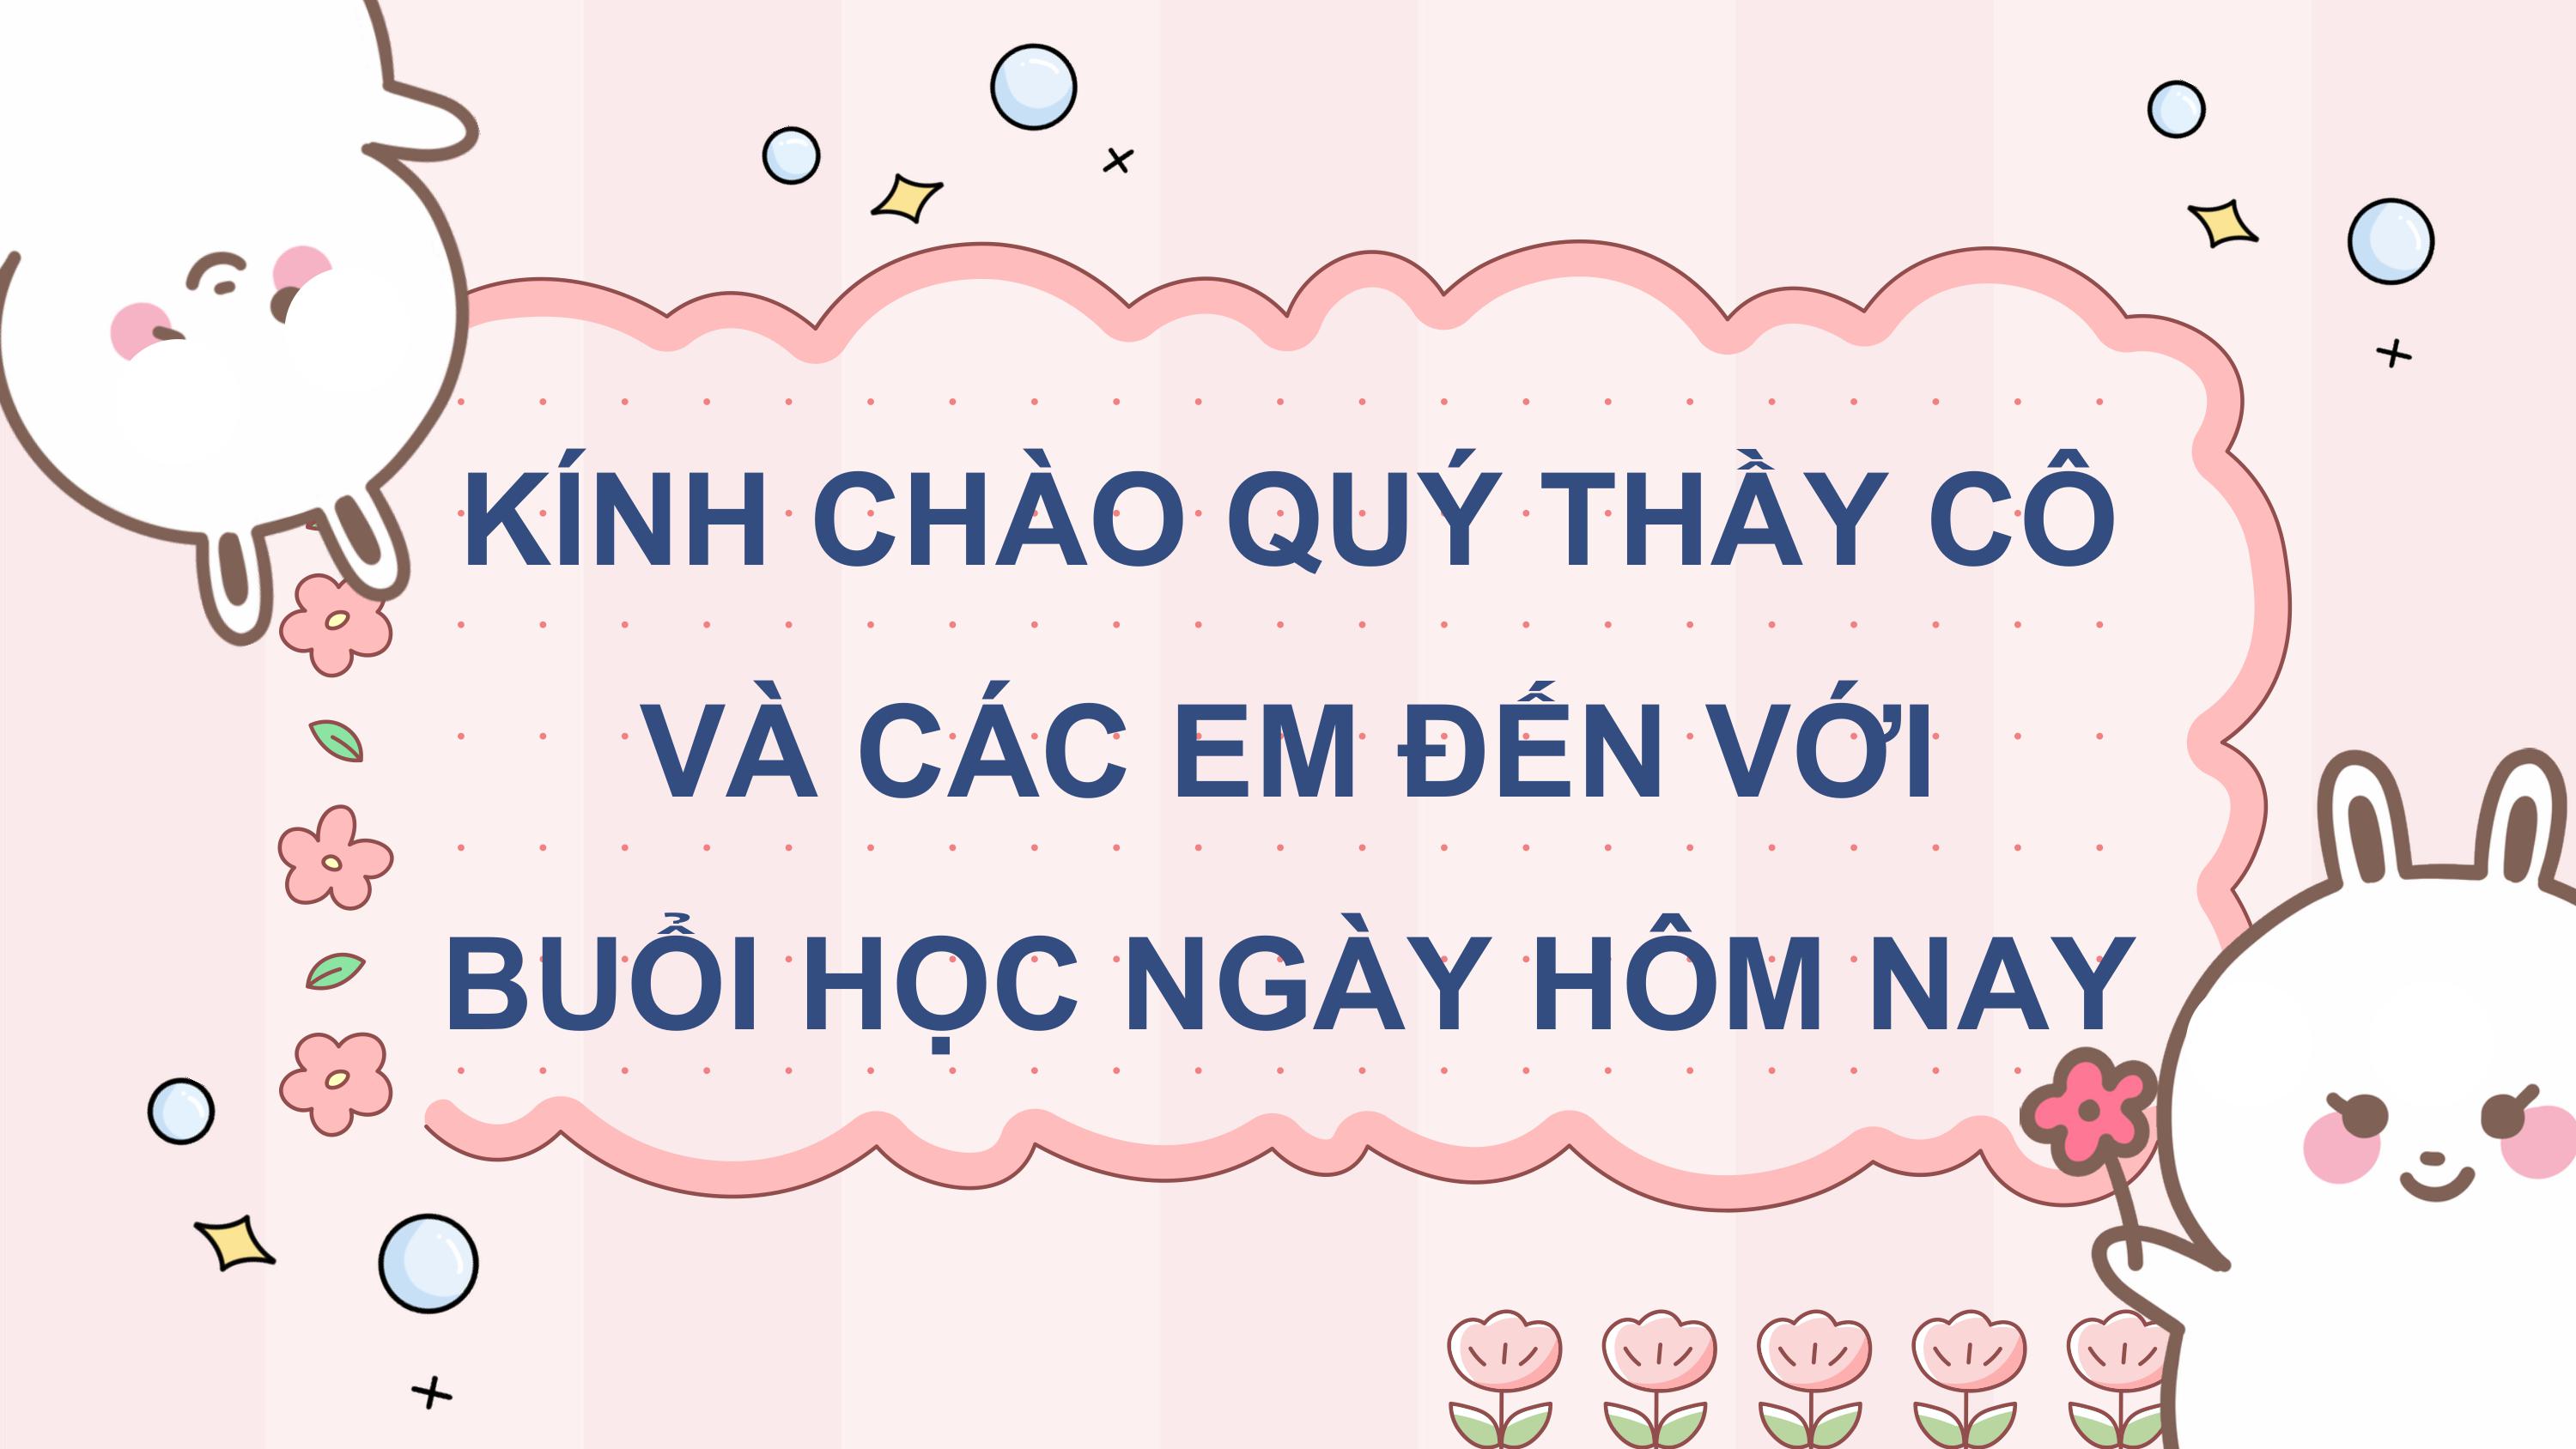 KÍNH CHÀO QUÝ THẦY CÔ
VÀ CÁC EM ĐẾN VỚI
BUỔI HỌC NGÀY HÔM NAY